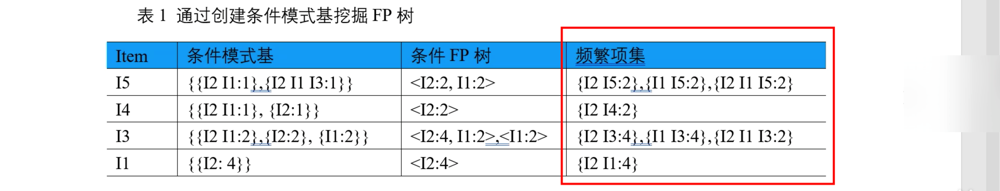 表 1 通过创建条件模式基挖掘 FP 树
Item 条件模式基 条件 FP 树 频繁项集
I5 {{I2 I1:1},{I2 I1 I3:1}} <I2:2, I1:2> {I2 I5:2},{I1 I5:2},{I2 I1 I5:2}
I4 {{I2 I1:1}, {I2:1}} <I2:2> {I2 I4:2}
I3 {{I2 I1:2},{I2:2}, {I1:2}} <I2:4, I1:2>,<I1:2> {I2 I3:4},{I1 I3:4},{I2 I1 I3:2}
I1 {{I2: 4}} <I2:4> {I2 I1:4}